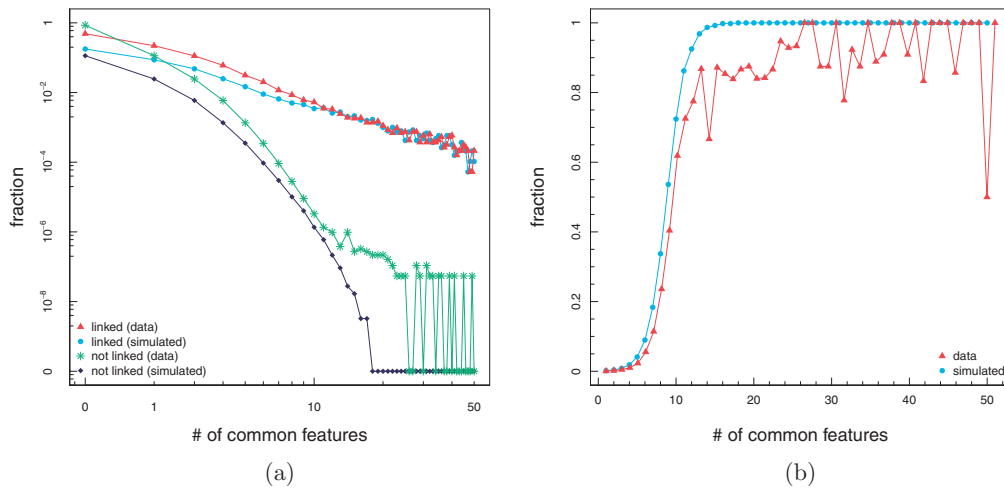 1
10⁻²
10⁻⁴
10⁻⁶
10⁻⁸
0
fraction
linked (data)
linked (simulated)
not linked (data)
not linked (simulated)
0 1 10 50
# of common features
(a)
1
0.8
0.6
0.4
0.2
0
fraction
data
simulated
0 10 20 30 40 50
# of common features
(b)